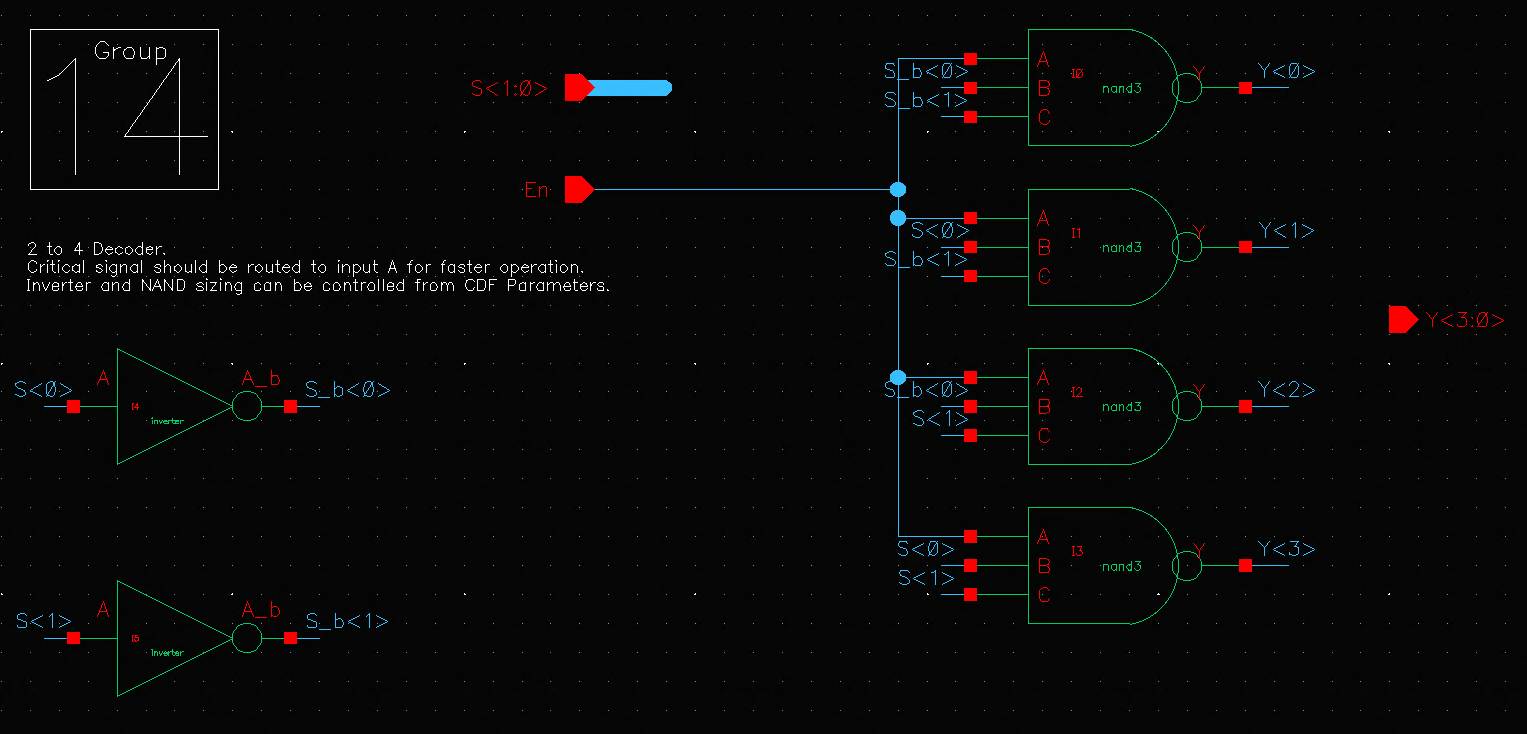 Group
14
S<1:0>
En
2 to 4 Decoder.
Critical signal should be routed to input A for faster operation.
Inverter and NAND sizing can be controlled from CDF Parameters.
S<0>
A
I4
inverter
A_b
S_b<0>
S<1>
A
I5
inverter
A_b
S_b<1>
S_b<0>
S_b<1>
A
B
C
I0
nand3
Y
Y<0>
S<0>
S_b<1>
A
B
C
I1
nand3
Y
Y<1>
S_b<0>
S<1>
A
B
C
I2
nand3
Y
Y<2>
S<0>
S<1>
A
B
C
I3
nand3
Y
Y<3>
Y<3:0>